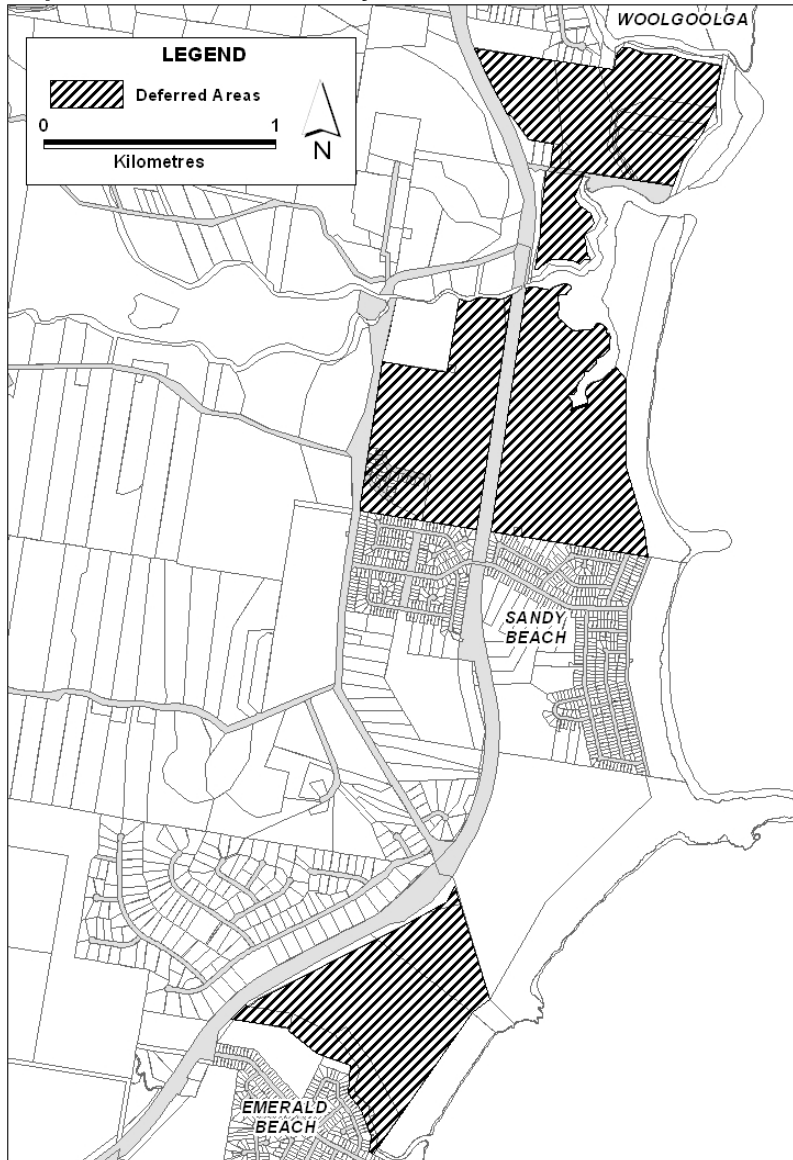 WOOLGOOLGA
LEGEND
Deferred Areas
0 1
Kilometres
N
SANDY
BEACH
EMERALD
BEACH